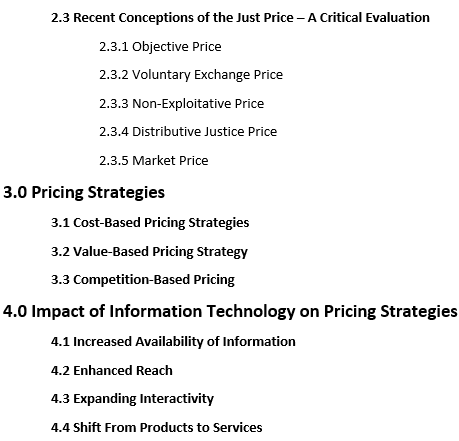 2.3 Recent Conceptions of the Just Price – A Critical Evaluation
2.3.1 Objective Price
2.3.2 Voluntary Exchange Price
2.3.3 Non-Exploitative Price
2.3.4 Distributive Justice Price
2.3.5 Market Price
3.0 Pricing Strategies
3.1 Cost-Based Pricing Strategies
3.2 Value-Based Pricing Strategy
3.3 Competition-Based Pricing
4.0 Impact of Information Technology on Pricing Strategies
4.1 Increased Availability of Information
4.2 Enhanced Reach
4.3 Expanding Interactivity
4.4 Shift From Products to Services